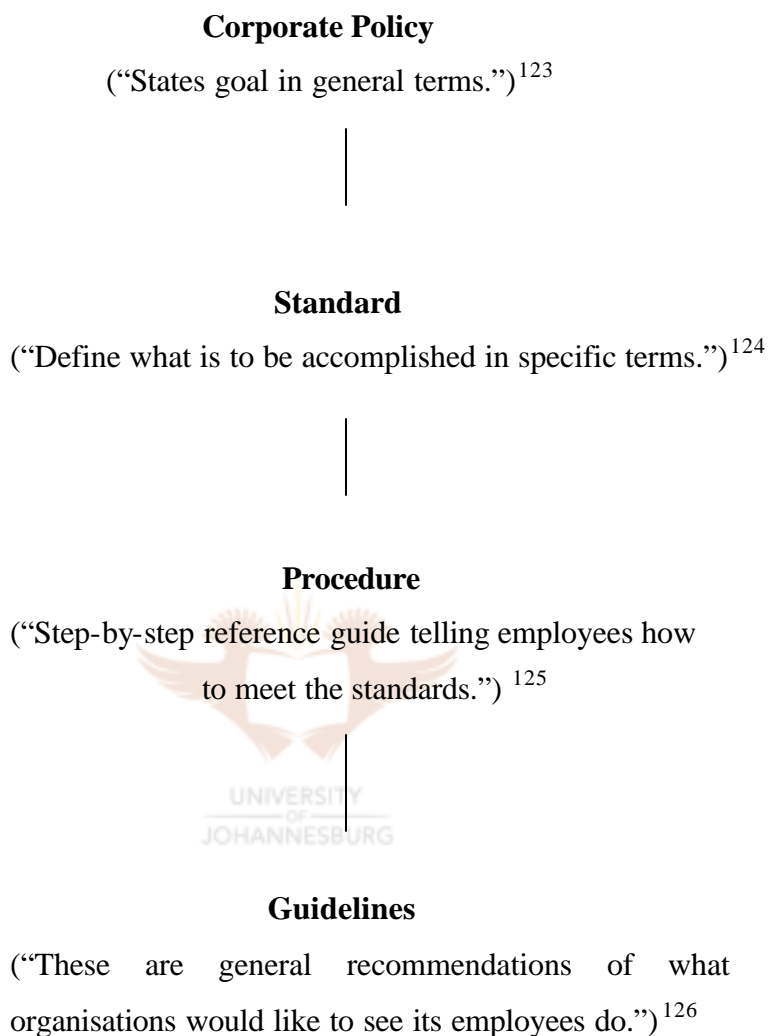 Corporate Policy
(“States goal in general terms.”)123
Standard
(“Define what is to be accomplished in specific terms.”)124
Procedure
(“Step-by-step reference guide telling employees how
to meet the standards.”) 125
UNIVERSITY
OF
JOHANNESBURG
Guidelines
(“These are general recommendations of what
organisations would like to see its employees do.”)126